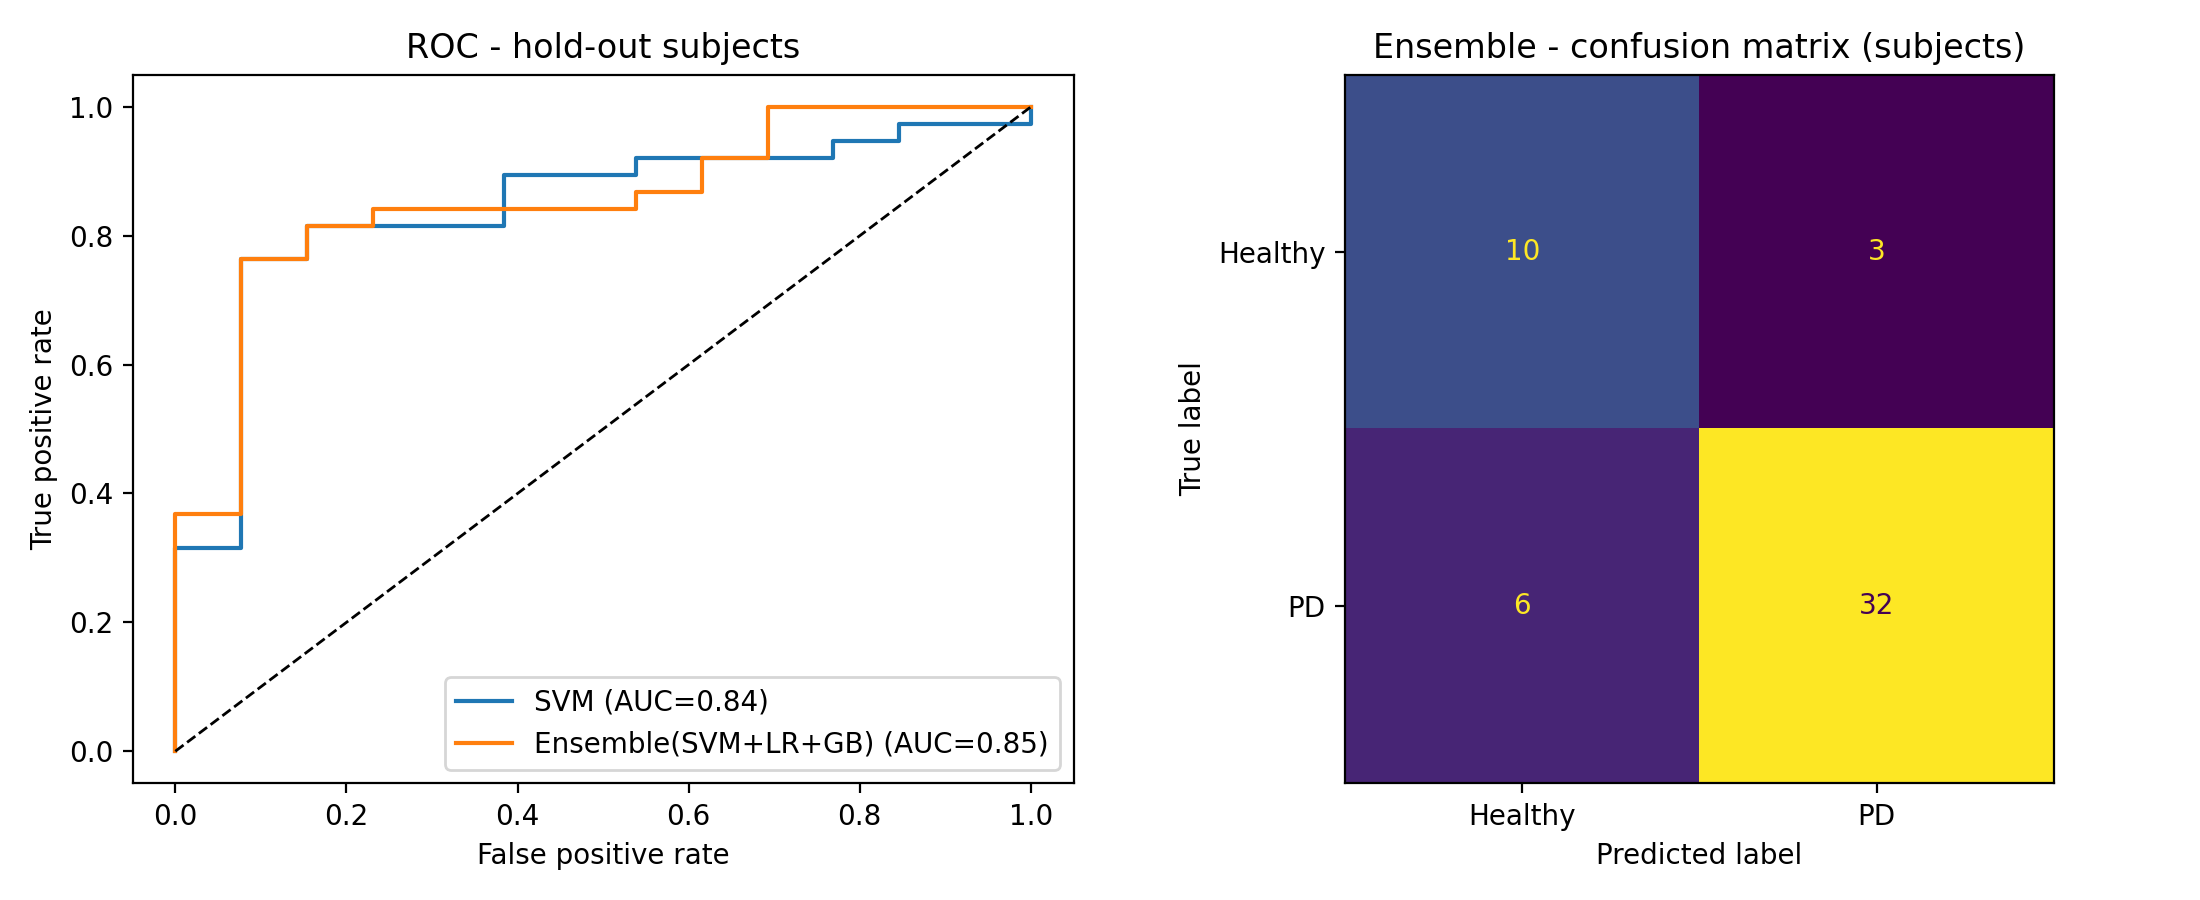 ROC - hold-out subjects
True positive rate
1.0
0.8
0.6
0.4
0.2
0.0
SVM (AUC=0.84)
Ensemble(SVM+LR+GB) (AUC=0.85)
0.0 0.2 0.4 0.6 0.8 1.0
False positive rate
Ensemble - confusion matrix (subjects)
True label
Healthy
10 3
PD
6 32
Healthy PD
Predicted label